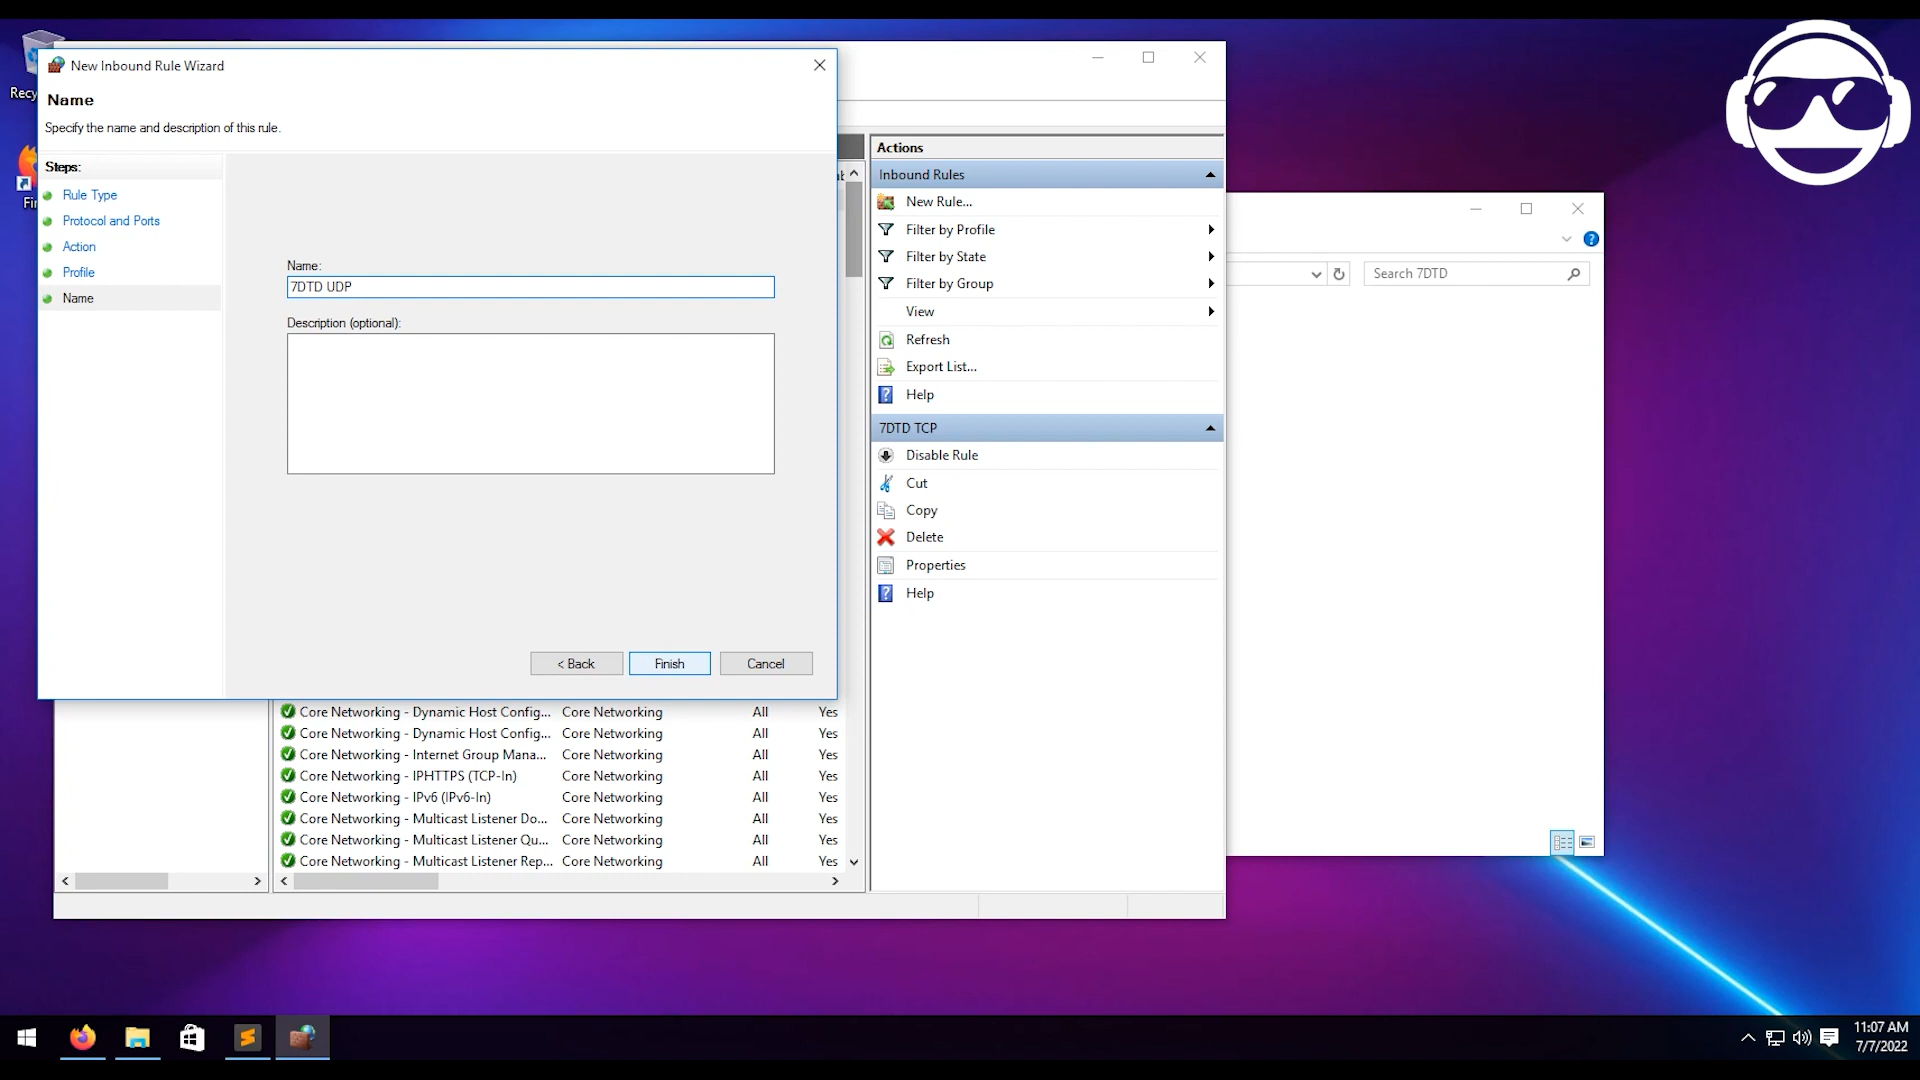 Recy
Fir
New Inbound Rule Wizard
Name
Specify the name and description of this rule.
Steps:
Rule Type
Protocol and Ports
Action
Profile
Name
Name:
7DTD UDP
Description (optional):
< Back
Finish
Cancel
Core Networking - Dynamic Host Config... Core Networking All Yes
Core Networking - Dynamic Host Config... Core Networking All Yes
Core Networking - Internet Group Mana... Core Networking All Yes
Core Networking - IPHTTPS (TCP-In) Core Networking All Yes
Core Networking - IPv6 (IPv6-In) Core Networking All Yes
Core Networking - Multicast Listener Do... Core Networking All Yes
Core Networking - Multicast Listener Qu... Core Networking All Yes
Core Networking - Multicast Listener Rep... Core Networking All Yes
Actions
Inbound Rules
New Rule...
Filter by Profile
Filter by State
Filter by Group
View
Refresh
Export List...
Help
7DTD TCP
Disable Rule
Cut
Copy
Delete
Properties
Help
Search 7DTD
11:07 AM
7/7/2022